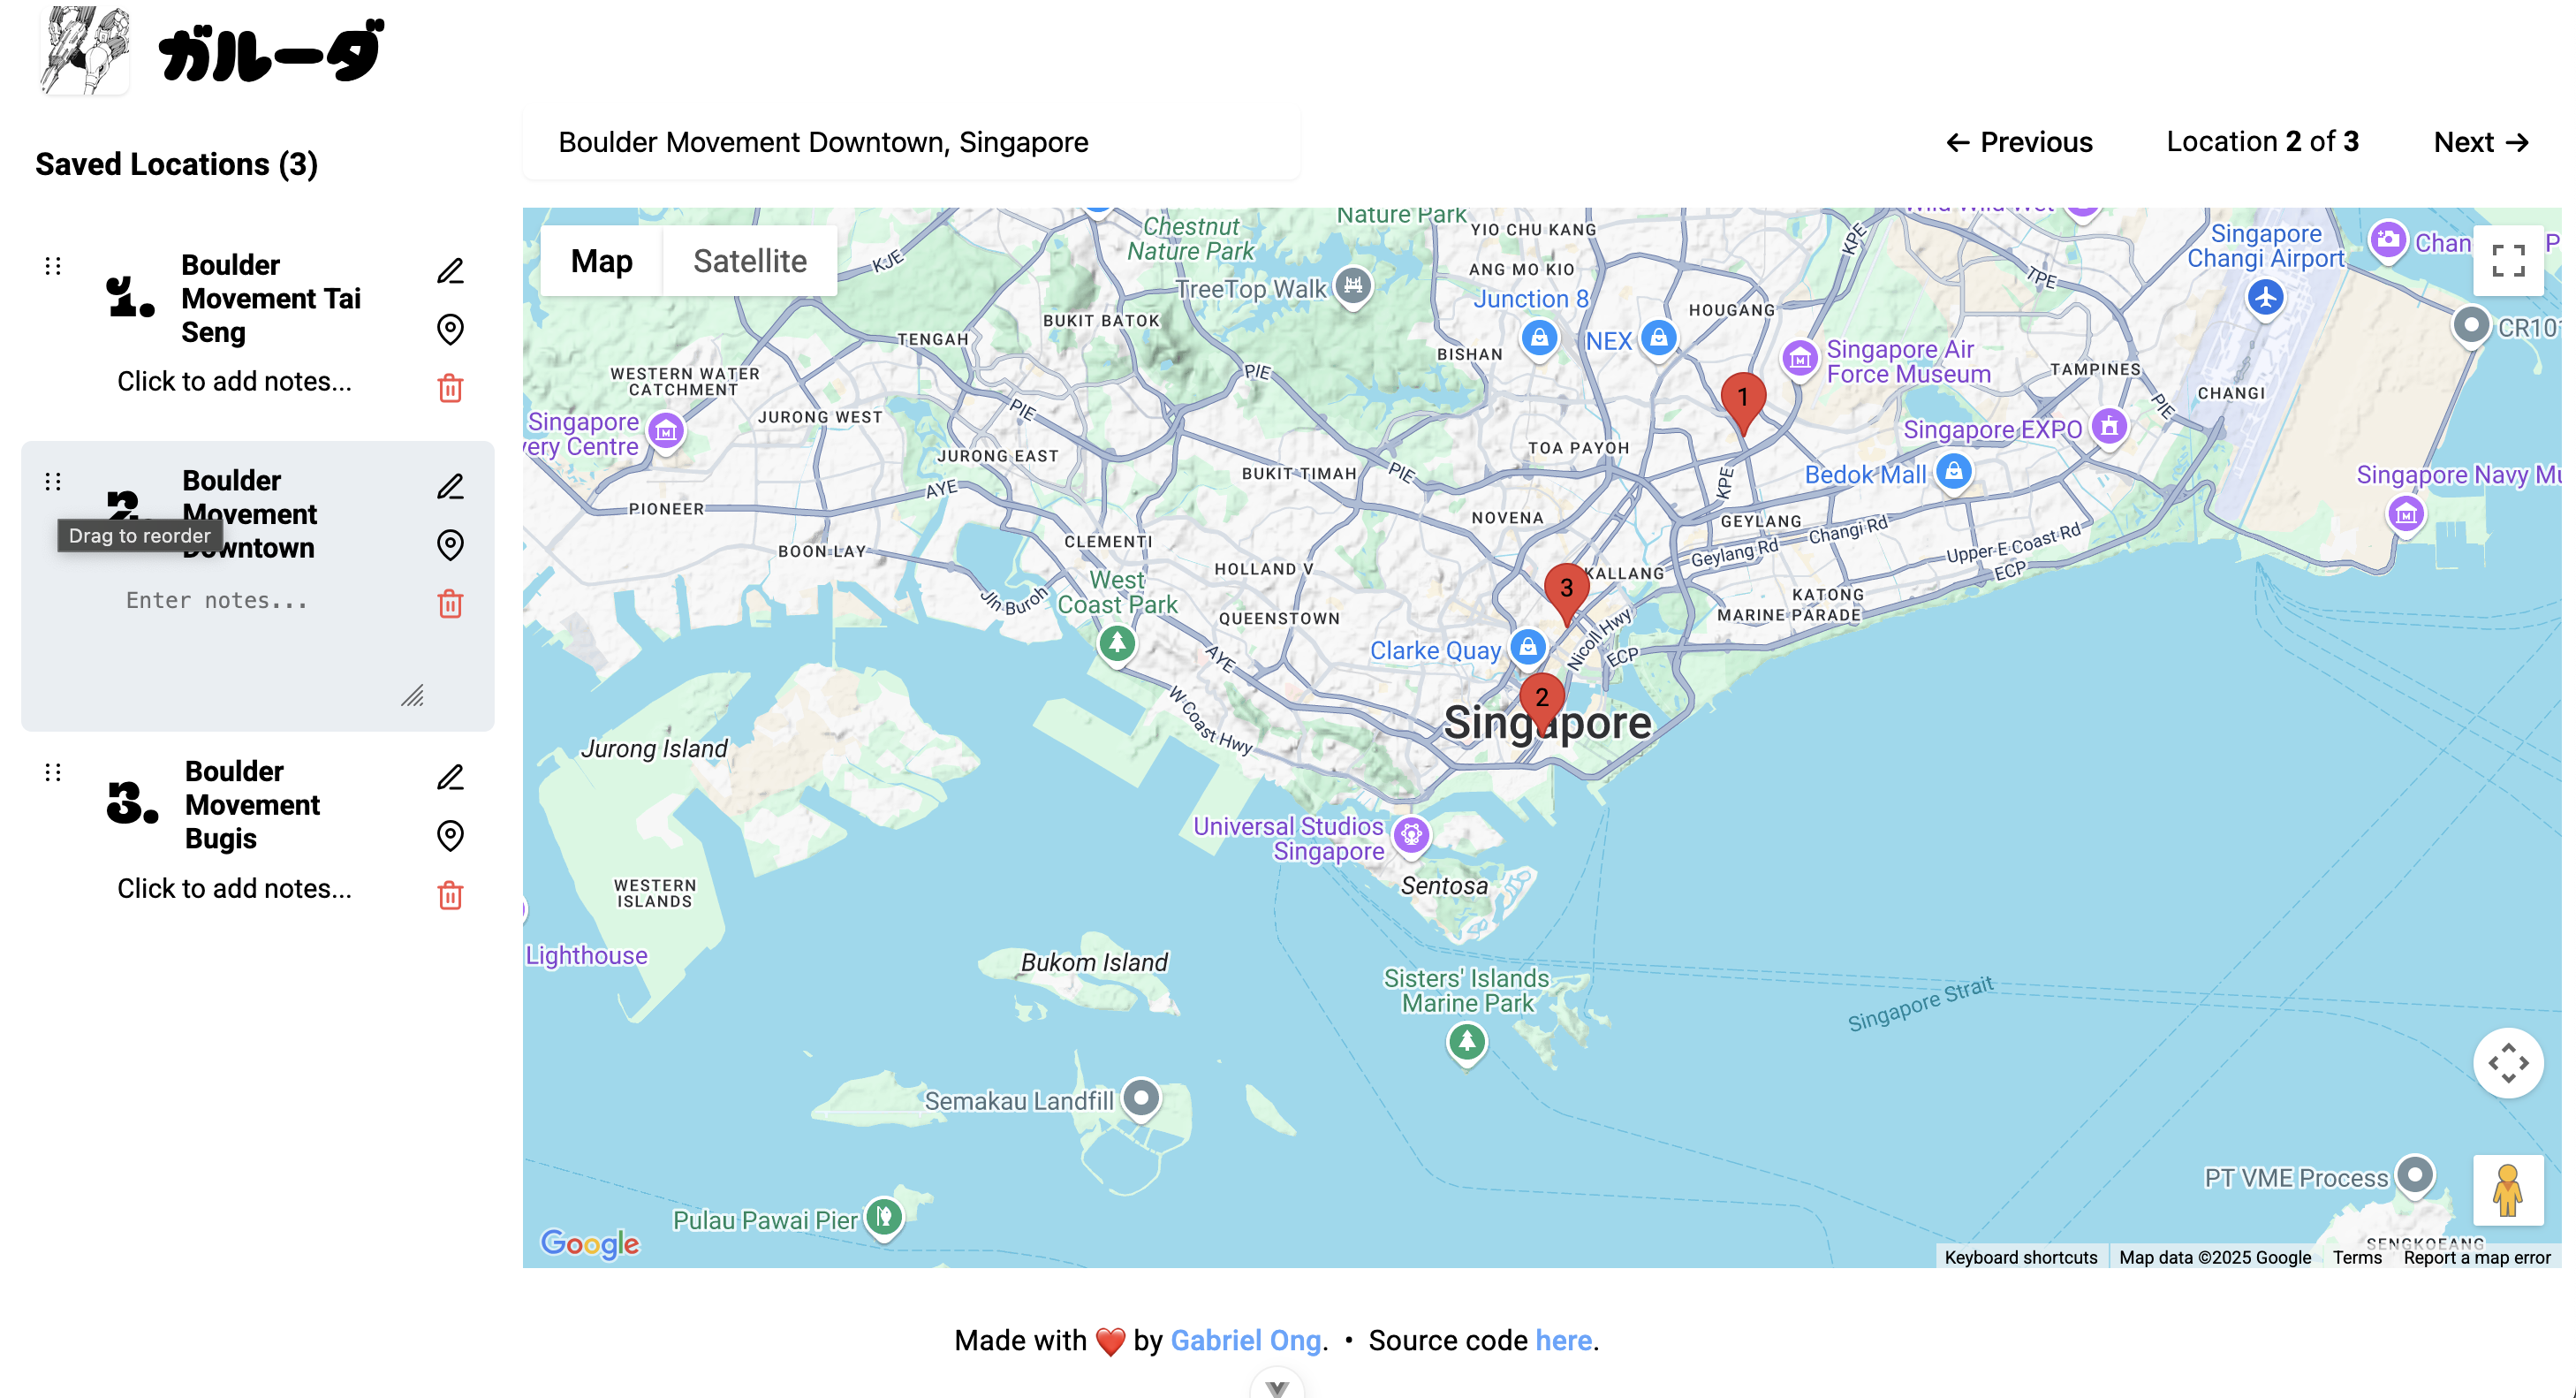 ガルーダ
Saved Locations (3)
1.
Boulder
Movement Tai
Seng
Click to add notes...
2.
Boulder
Movement
Downtown
Drag to reorder
Enter notes...
3.
Boulder
Movement
Bugis
Click to add notes...
Boulder Movement Downtown, Singapore
← Previous
Location 2 of 3
Next →
Map
Satellite
Chestnut
Nature Park
Nature Park
YIO CHU KANG
KPE
Singapore
Changi Airport
KJE
TreeTop Walk
ANG MO KIO
Junction 8
TPE
HOUGANG
BUKIT BATOK
TENGAH
NEX
BISHAN
Singapore Air
Force Museum
TAMPINES
CHANGI
PIE
WESTERN WATER
CATCHMENT
PIE
PIE
1
JURONG WEST
Singapore
Singapore EXPO
TOA PAYOH
JURONG EAST
BUKIT TIMAH
PIE
KPE
Bedok Mall
AYE
PIONEER
NOVENA
GEYLANG
Changi Rd
CLEMENTI
BOON LAY
Geylang Rd
Upper E Coast Rd
ECP
HOLLAND V
KALLANG
3
West
Coast Park
Jln Buroh
KATONG
MARINE PARADE
QUEENSTOWN
Clarke Quay
Nicoll Hwy
ECP
AYE
2
Singapore
W Coast Hwy
Jurong Island
Universal Studios
Singapore
Sentosa
WESTERN
ISLANDS
Lighthouse
Bukom Island
Sisters' Islands
Marine Park
Singapore Strait
Semakau Landfill
PT VME Process
Pulau Pawai Pier
SENGKOEANG
Google
Keyboard shortcuts
Map data ©2025 Google
Terms
Report a map error
Made with ❤️ by Gabriel Ong. • Source code here.